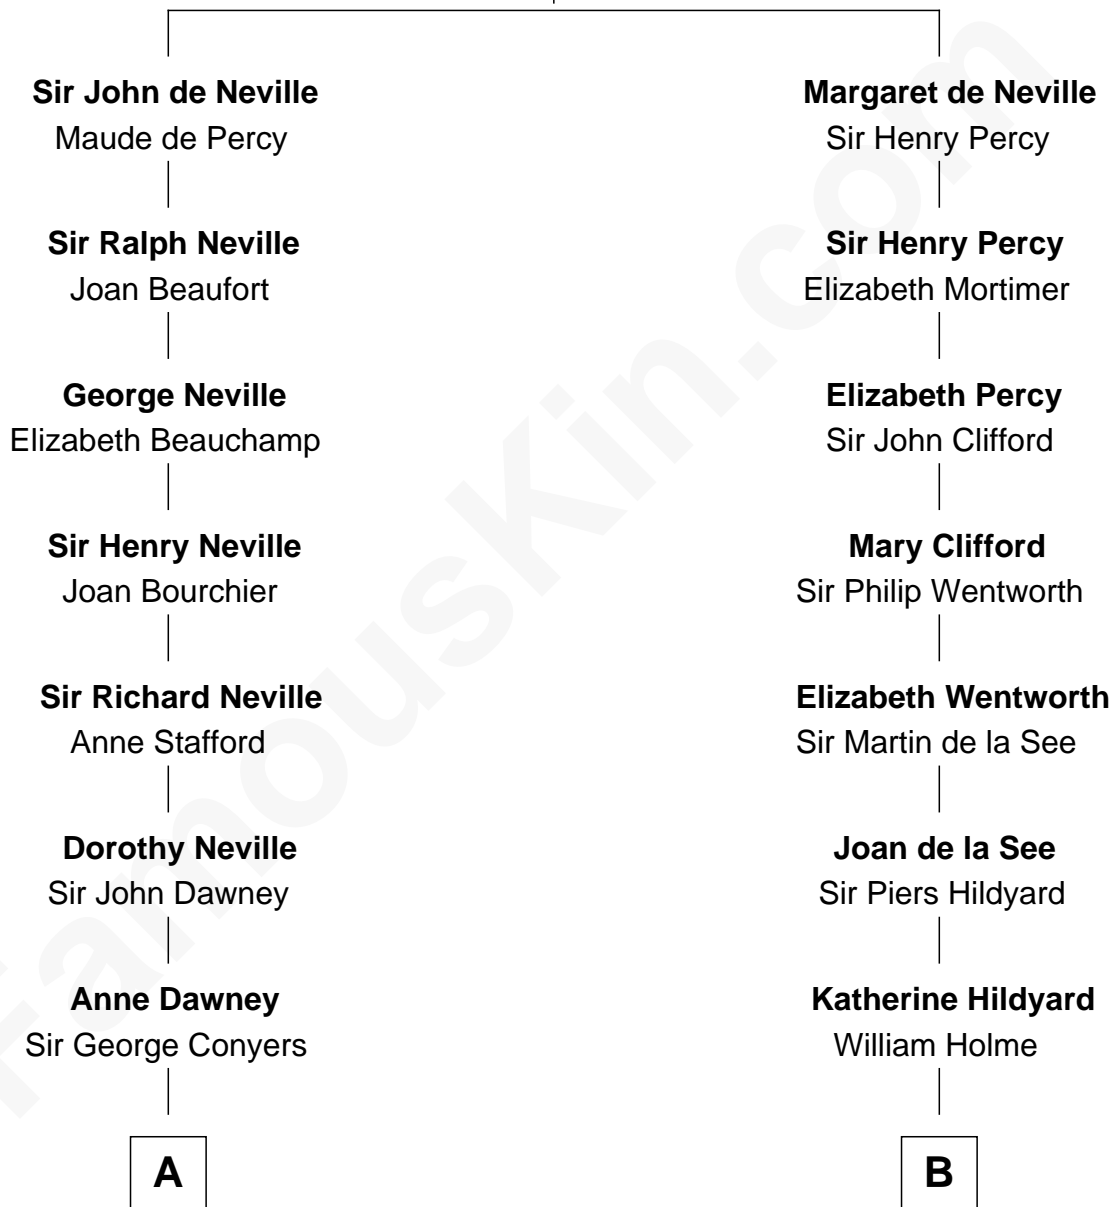 Sir John de Neville
Maude de Percy
Sir Ralph Neville
Joan Beaufort
George Neville
Elizabeth Beauchamp
Sir Henry Neville
Joan Bourchier
Sir Richard Neville
Anne Stafford
Dorothy Neville
Sir John Dawney
Anne Dawney
Sir George Conyers
A
Margaret de Neville
Sir Henry Percy
Sir Henry Percy
Elizabeth Mortimer
Elizabeth Percy
Sir John Clifford
Mary Clifford
Sir Philip Wentworth
Elizabeth Wentworth
Sir Martin de la See
Joan de la See
Sir Piers Hildyard
Katherine Hildyard
William Holme
B
FamousKin.com